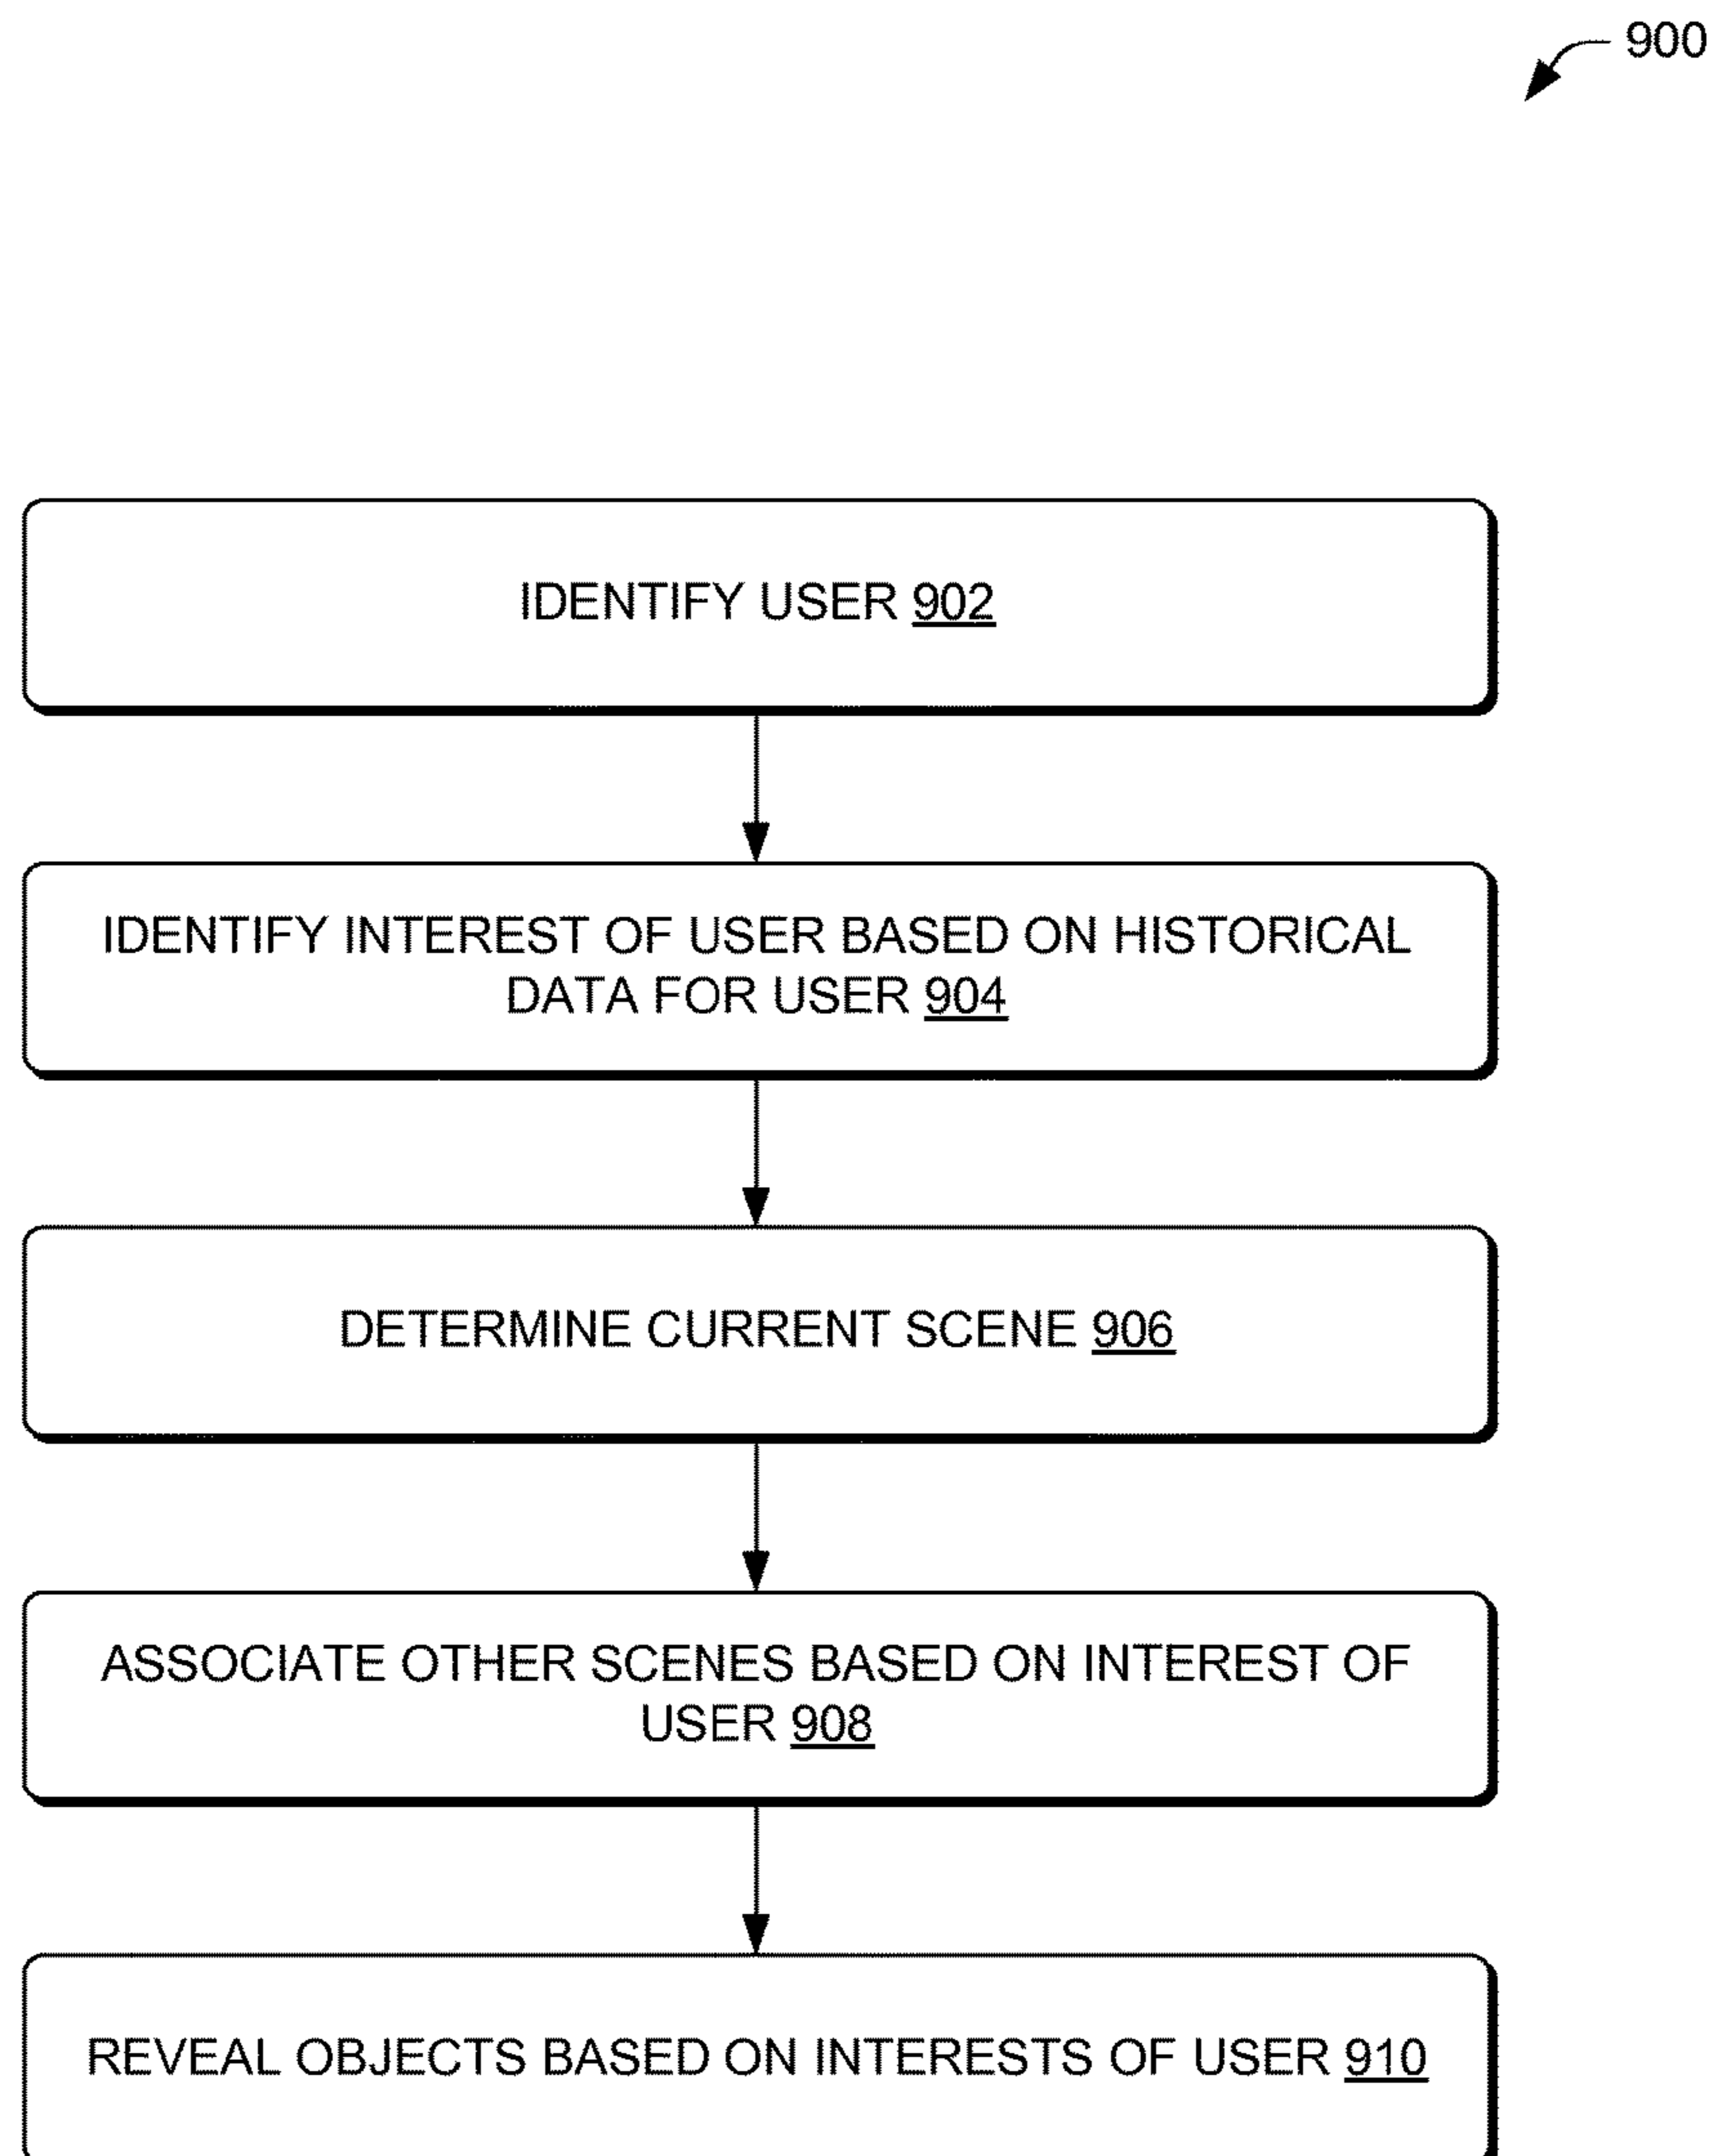 900
IDENTIFY USER 902
IDENTIFY INTEREST OF USER BASED ON HISTORICAL
DATA FOR USER 904
DETERMINE CURRENT SCENE 906
ASSOCIATE OTHER SCENES BASED ON INTEREST OF
USER 908
REVEAL OBJECTS BASED ON INTERESTS OF USER 910